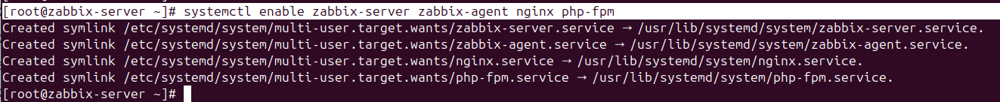 [root@zabbix-server ~]# systemctl enable zabbix-server zabbix-agent nginx php-fpm
Created symlink /etc/systemd/system/multi-user.target.wants/zabbix-server.service → /usr/lib/systemd/system/zabbix-server.service.
Created symlink /etc/systemd/system/multi-user.target.wants/zabbix-agent.service → /usr/lib/systemd/system/zabbix-agent.service.
Created symlink /etc/systemd/system/multi-user.target.wants/nginx.service → /usr/lib/systemd/system/nginx.service.
Created symlink /etc/systemd/system/multi-user.target.wants/php-fpm.service → /usr/lib/systemd/system/php-fpm.service.
[root@zabbix-server ~]#